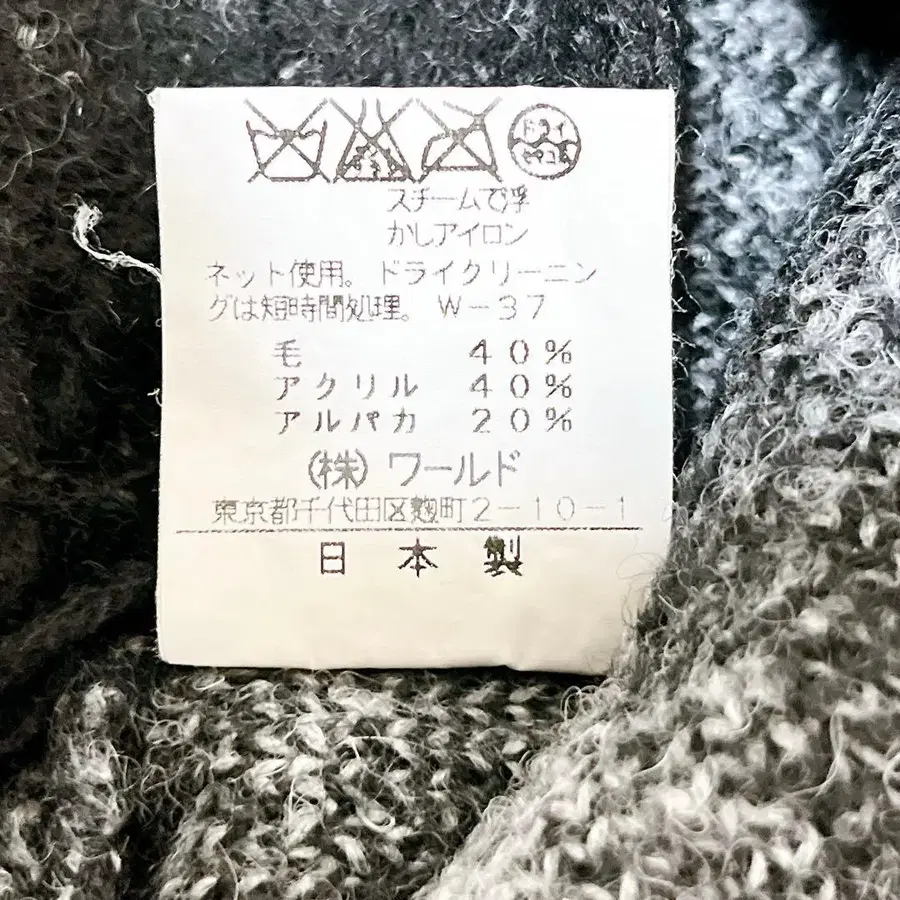 ドライ
セキユ系
スチームで浮
かしアイロン
ネット使用。ドライクリーニン
グは短時間処理。W-37
毛 40%
アクリル 40%
アルパカ 20%
(株)ワールド
東京都千代田区麹町2-10-1
日本製